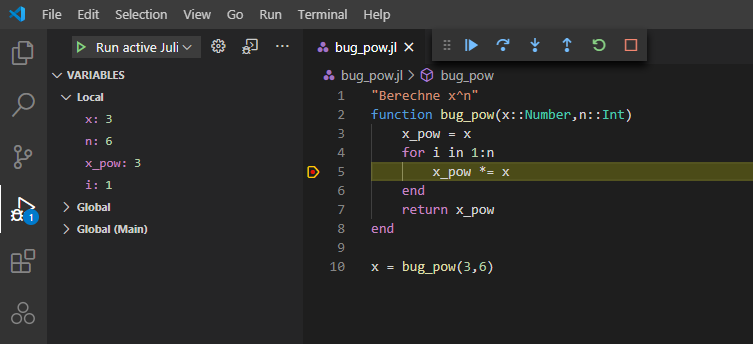 File Edit Selection View Go Run Terminal Help
Run active Juli
bug_pow.jl
VARIABLES
bug_pow.jl > bug_pow
Local
x: 3
n: 6
x_pow: 3
i: 1
Global
Global (Main)
1
1 "Berechne x^n"
2 function bug_pow(x::Number,n::Int)
3 x_pow = x
4 for i in 1:n
5 x_pow *= x
6 end
7 return x_pow
8 end
9
10 x = bug_pow(3,6)